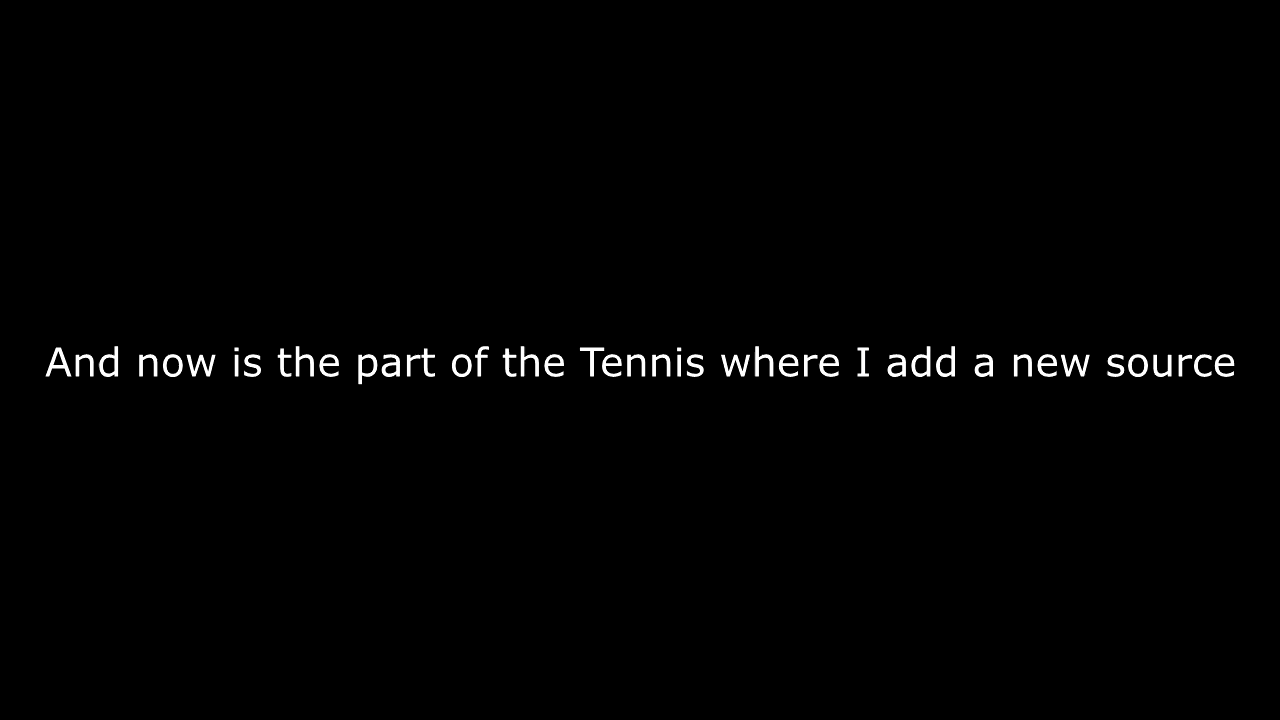 And now is the part of the Tennis where I add a new source